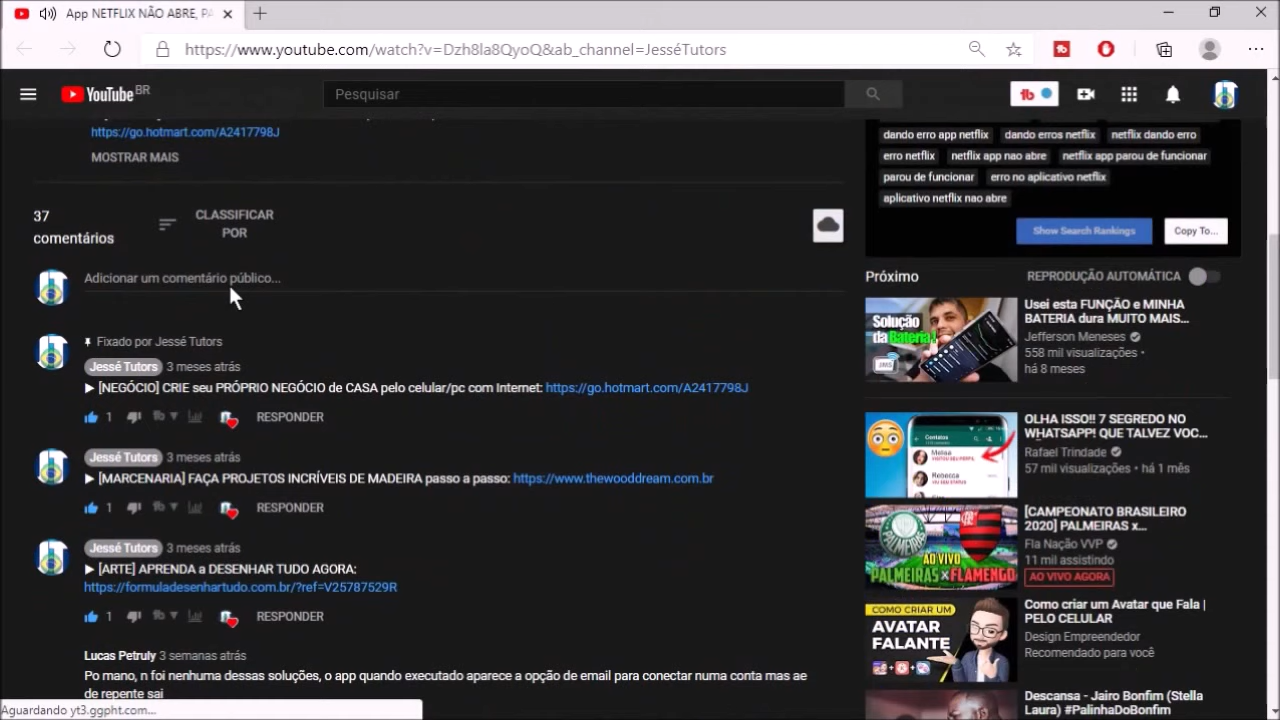 App NETFLIX NÃO ABRE, PA
https://www.youtube.com/watch?v=Dzh8la8QyoQ&ab_channel=JesséTutors
YouTube BR
Pesquisar
https://go.hotmart.com/A2417798J
MOSTRAR MAIS
37
comentários
CLASSIFICAR
POR
Adicionar um comentário público...
Fixado por Jessé Tutors
Jessé Tutors 3 meses atrás
► [NEGÓCIO] CRIE seu PRÓPRIO NEGÓCIO de CASA pelo celular/pc com Internet: https://go.hotmart.com/A2417798J
1 RESPONDER
Jessé Tutors 3 meses atrás
► [MARCENARIA] FAÇA PROJETOS INCRÍVEIS DE MADEIRA passo a passo: https://www.thewooddream.com.br
1 RESPONDER
Jessé Tutors 3 meses atrás
► [ARTE] APRENDA a DESENHAR TUDO AGORA:
https://formuladesenhartudo.com.br/?ref=V25787529R
1 RESPONDER
Lucas Petruly 3 semanas atrás
Po mano, n foi nenhuma dessas soluções, o app quando executado aparece a opção de email para conectar numa conta mas ae
de repente sai
Aguardando yt3.ggpht.com...
dando erro app netflix dando erros netflix netflix dando erro
erro netflix netflix app nao abre netflix app parou de funcionar
parou de funcionar erro no aplicativo netflix
aplicativo netflix nao abre
Show Search Rankings Copy To...
Próximo REPRODUÇÃO AUTOMÁTICA
Solução
da Bateria!
Usei esta FUNÇÃO e MINHA
BATERIA dura MUITO MAIS...
Jefferson Meneses
558 mil visualizações •
há 8 meses
Contatos
Melisa
Rebecca
OLHA ISSO!! 7 SEGREDO NO
WHATSAPP! QUE TALVEZ VOC...
Rafael Trindade
57 mil visualizações • há 1 mês
AO VIVO
PALMEIRAS FLAMENGO
[CAMPEONATO BRASILEIRO
2020] PALMEIRAS x...
Fla Nação VVP
11 mil assistindo
AO VIVO AGORA
COMO CRIAR UM
AVATAR
FALANTE
Como criar um Avatar que Fala |
PELO CELULAR
Design Empreendedor
Recomendado para você
Descansa - Jairo Bonfim (Stella
Laura) #PalinhaDoBonfim